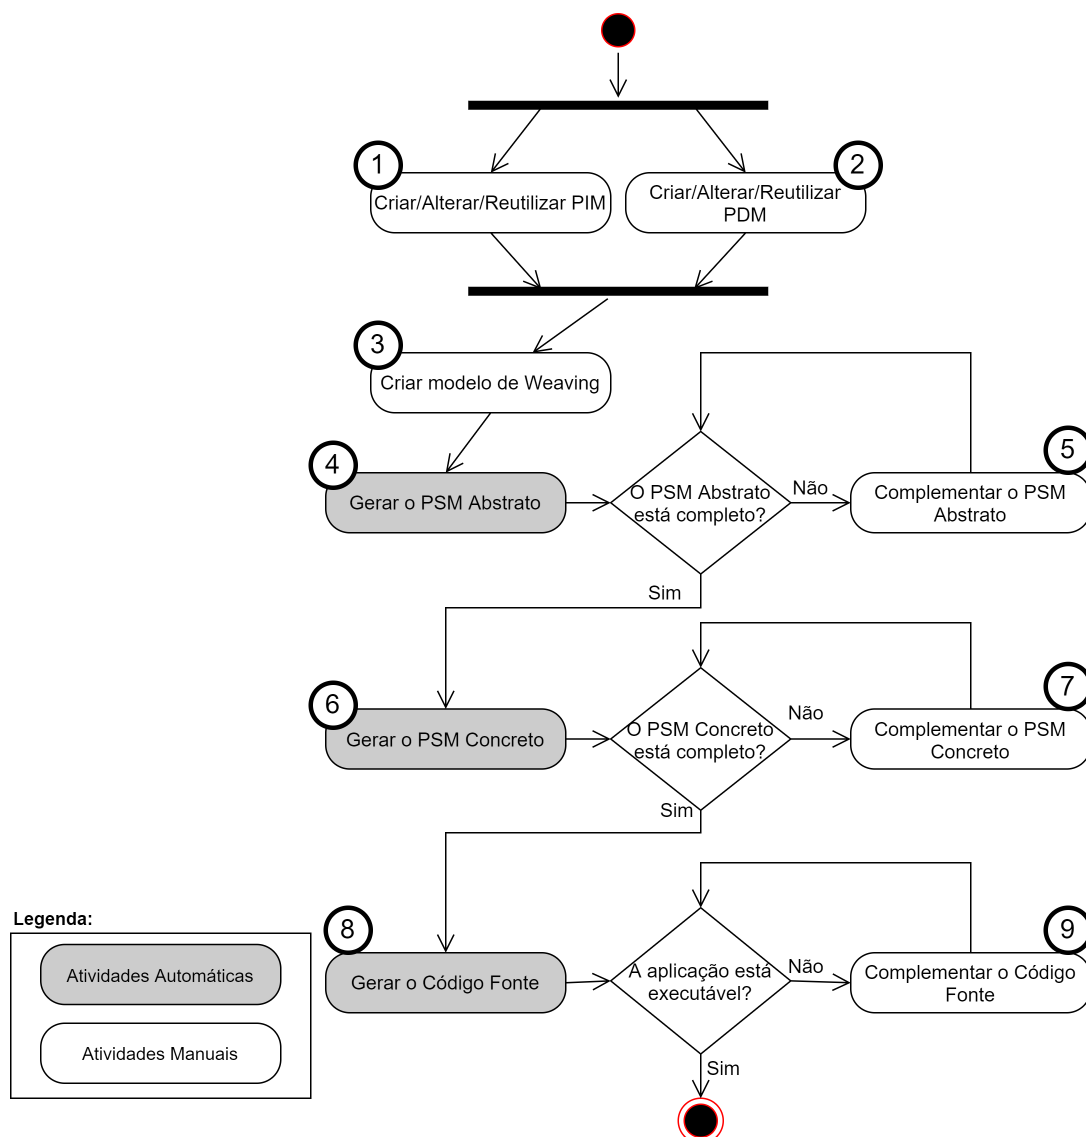 1
2
Criar/Alterar/Reutilizar PIM
Criar/Alterar/Reutilizar
PDM
3
Criar modelo de Weaving
4
Gerar o PSM Abstrato
O PSM Abstrato
está completo?
Não
5
Complementar o PSM
Abstrato
Sim
6
Gerar o PSM Concreto
O PSM Concreto
está completo?
Não
7
Complementar o PSM
Concreto
Sim
8
Gerar o Código Fonte
A aplicação está
executável?
Não
9
Complementar o Código
Fonte
Sim
Legenda:
Atividades Automáticas
Atividades Manuais